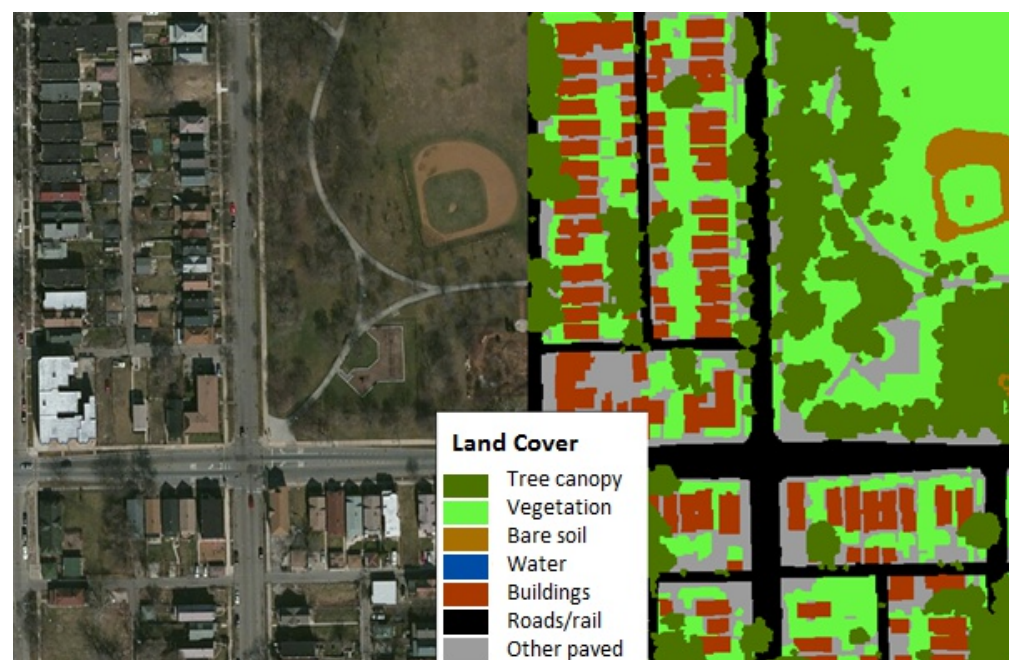 Land Cover
Tree canopy
Vegetation
Bare soil
Water
Buildings
Roads/rail
Other paved